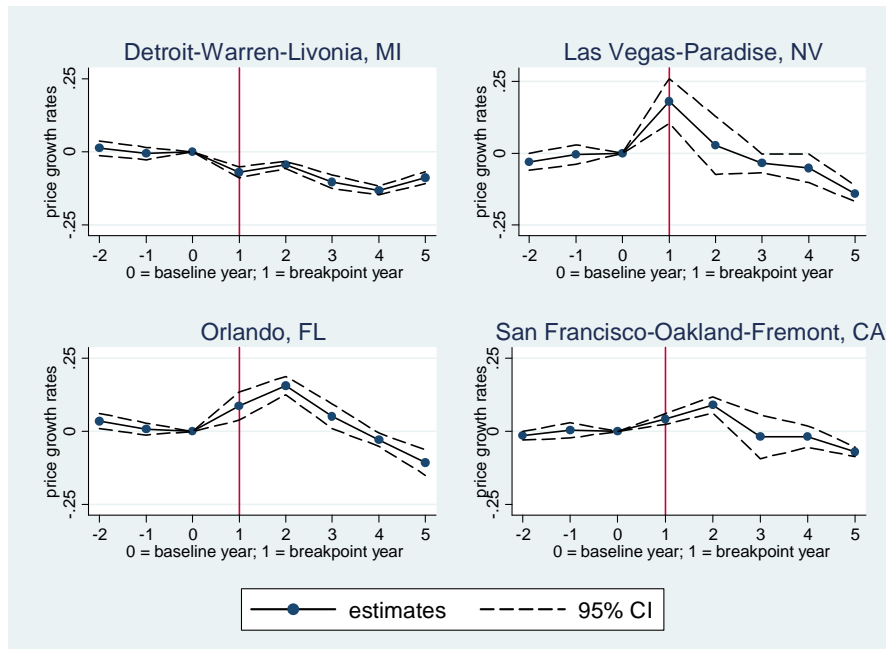 Detroit-Warren-Livonia, MI
price growth rates
-.25 0 .25
-2 -1 0 1 2 3 4 5
0 = baseline year; 1 = breakpoint year
Las Vegas-Paradise, NV
price growth rates
-.25 0 .25
-2 -1 0 1 2 3 4 5
0 = baseline year; 1 = breakpoint year
Orlando, FL
price growth rates
-.25 0 .25
-2 -1 0 1 2 3 4 5
0 = baseline year; 1 = breakpoint year
San Francisco-Oakland-Fremont, CA
price growth rates
-.25 0 .25
-2 -1 0 1 2 3 4 5
0 = baseline year; 1 = breakpoint year
estimates 95% CI